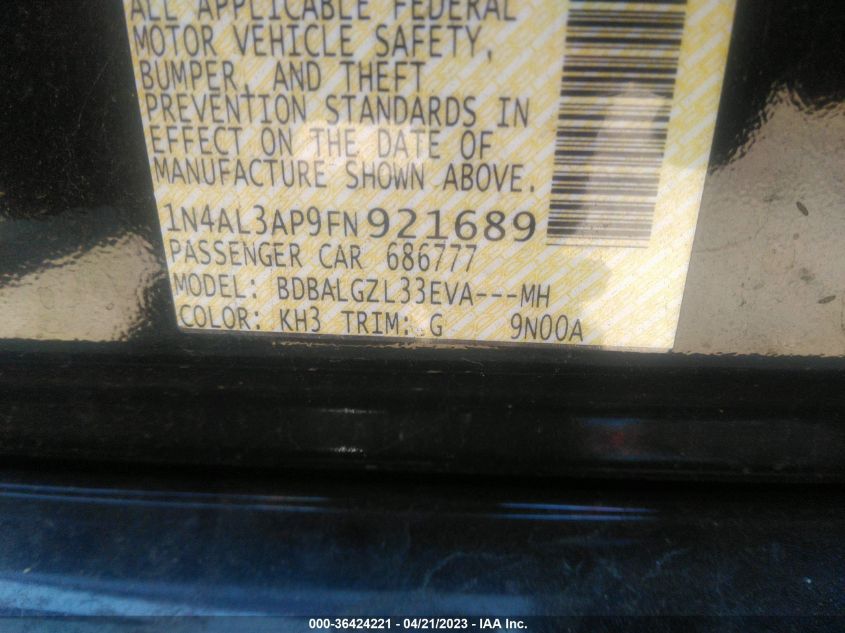 ALL APPLICABLE FEDERAL
MOTOR VEHICLE SAFETY,
BUMPER, AND THEFT
PREVENTION STANDARDS IN
EFFECT ON THE DATE OF
MANUFACTURE SHOWN ABOVE.
1N4AL3AP9FN921689
PASSENGER CAR 686777
MODEL: BDBALGZL33EVA---MH
COLOR: KH3 TRIM: G 9N00A
000-36424221 - 04/21/2023 - IAA Inc.